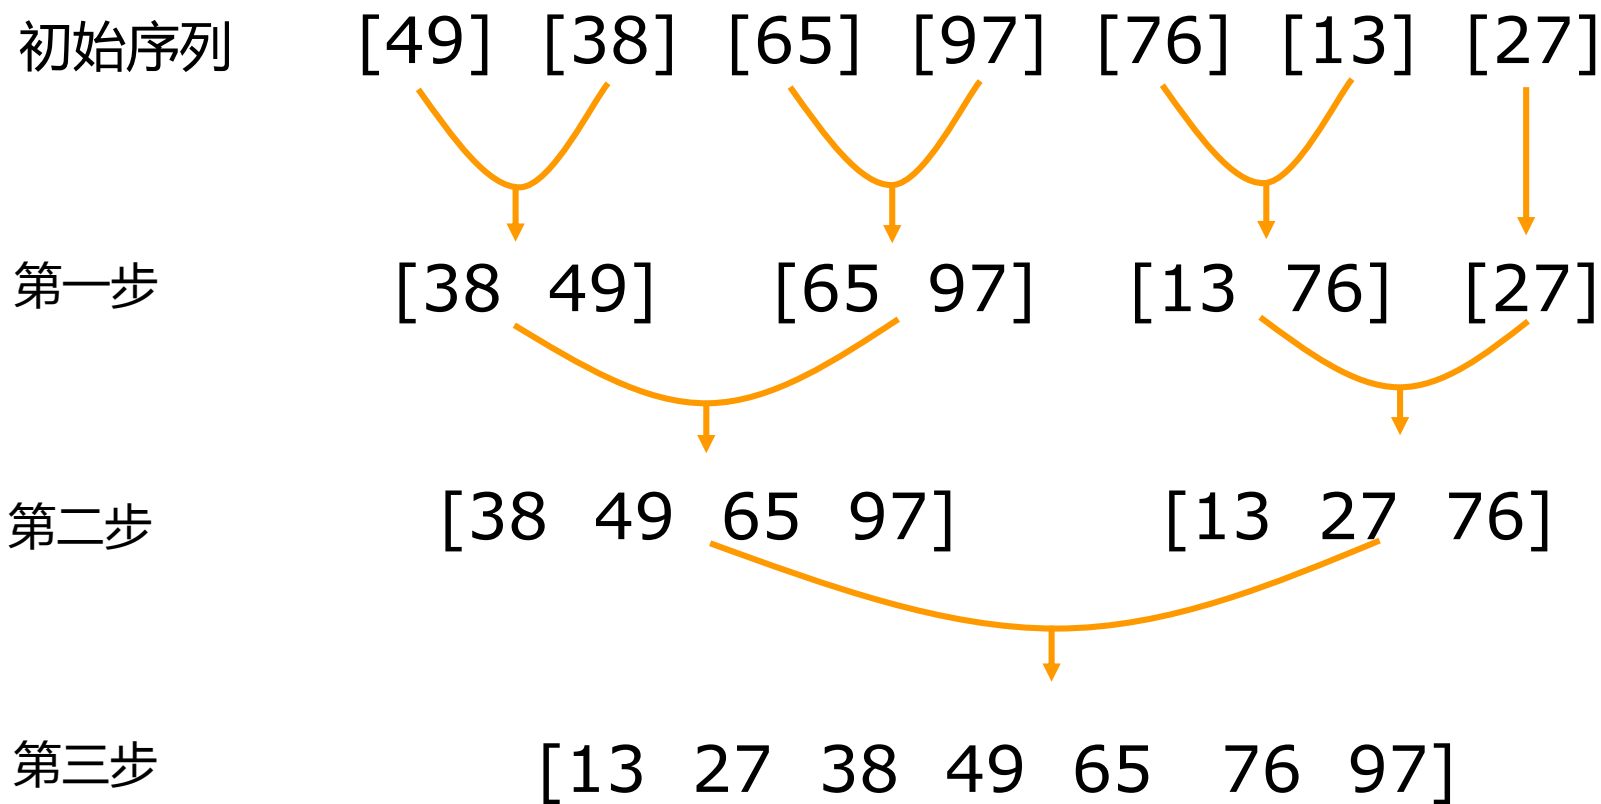 初始序列 [49] [38] [65] [97] [76] [13] [27]
第一步 [38 49] [65 97] [13 76] [27]
第二步 [38 49 65 97] [13 27 76]
第三步 [13 27 38 49 65 76 97]